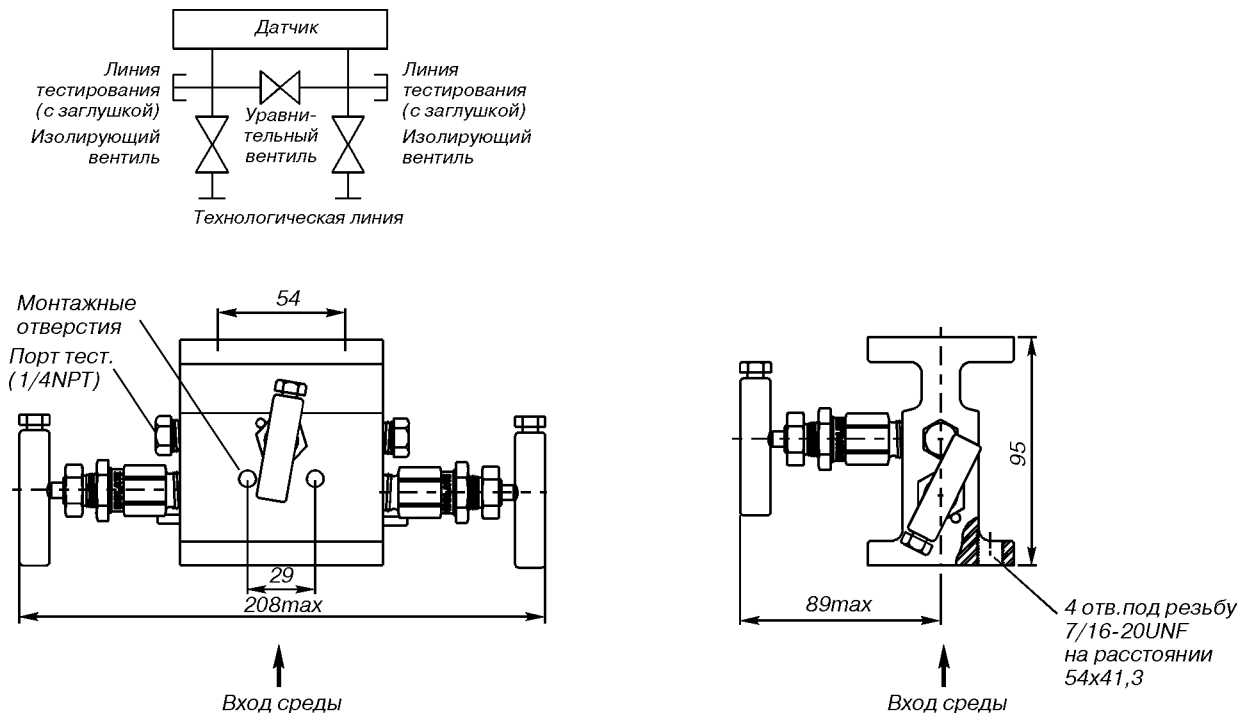 Датчик
Линия
тестирования
(с заглушкой)
Изолирующий
вентиль
Уравни-
тельный
вентиль
Линия
тестирования
(с заглушкой)
Изолирующий
вентиль
Технологическая линия
Монтажные
отверстия
Порт тест.
(1/4NPT)
54
29
208max
Вход среды
95
89max
4 отв.под резьбу
7/16-20UNF
на расстоянии
54х41,3
Вход среды